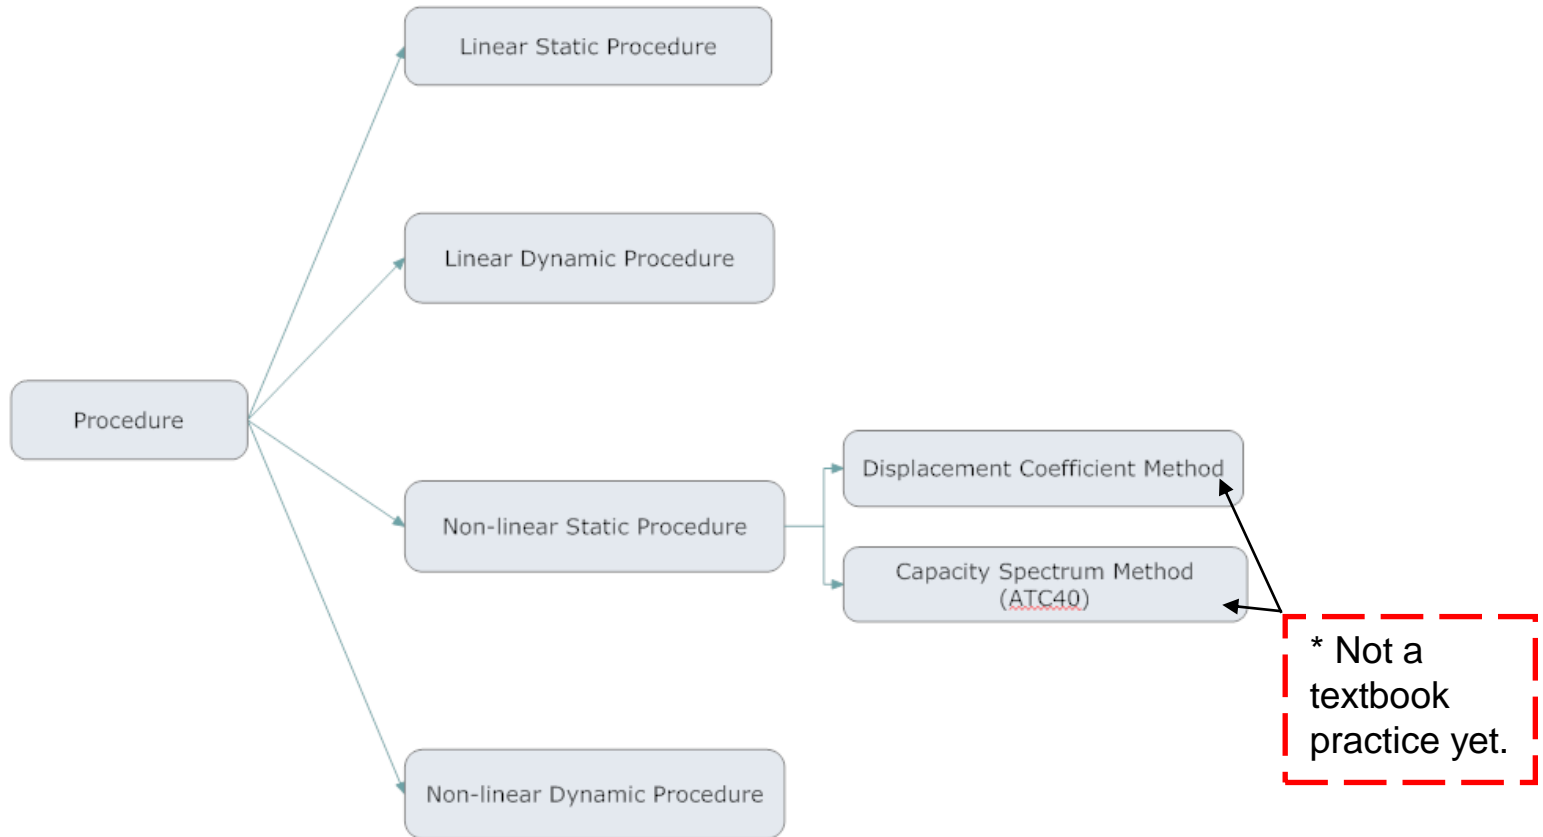 Linear Static Procedure
Linear Dynamic Procedure
Procedure
Displacement Coefficient Method
Non-linear Static Procedure
Capacity Spectrum Method
(ATC40)
* Not a
textbook
practice yet.
Non-linear Dynamic Procedure